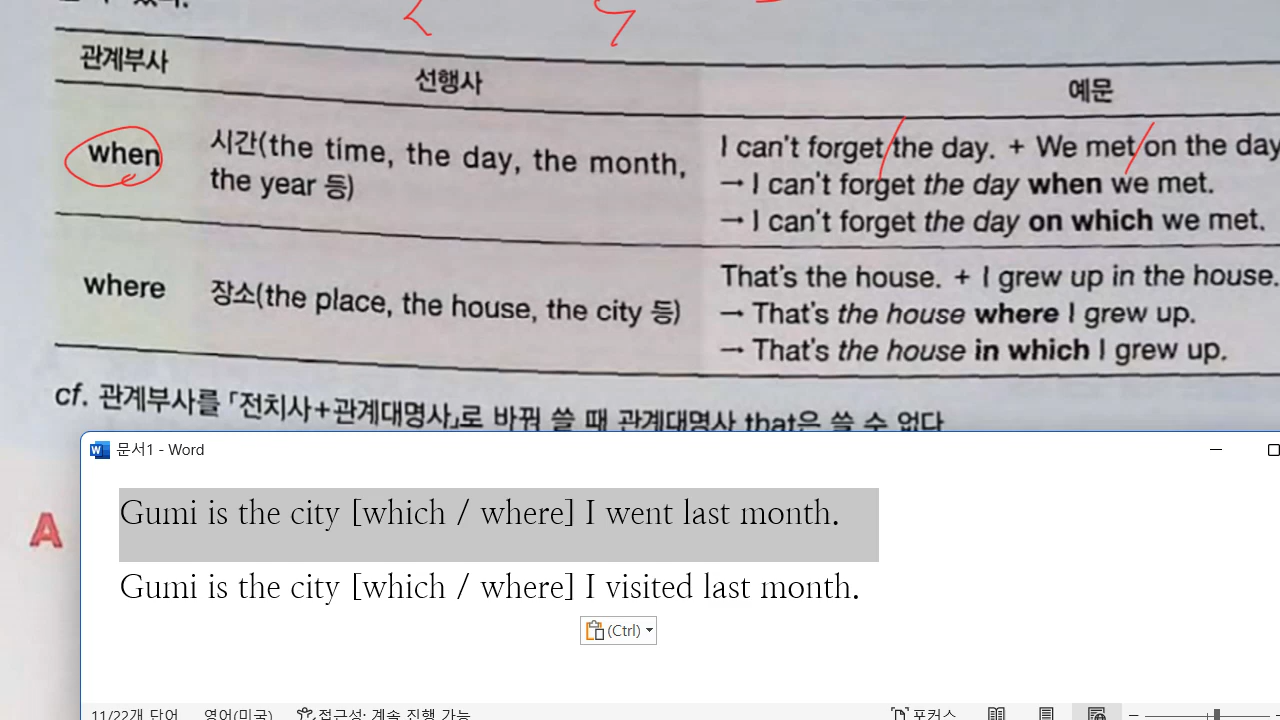 관계부사 선행사 예문
when 시간(the time, the day, the month, the year 등)
I can't forget the day. + We met on the day
→ I can't forget the day when we met.
→ I can't forget the day on which we met.
where 장소(the place, the house, the city 등)
That's the house. + I grew up in the house.
→ That's the house where I grew up.
→ That's the house in which I grew up.
cf. 관계부사를 「전치사+관계대명사」로 바꿔 쓸 때 관계대명사 that은 쓸 수 없다
문서1 - Word
A
Gumi is the city [which / where] I went last month.
Gumi is the city [which / where] I visited last month.
(Ctrl)
11/22개 단어 영어(미국) 접근성: 계속 진행 가능 포커스